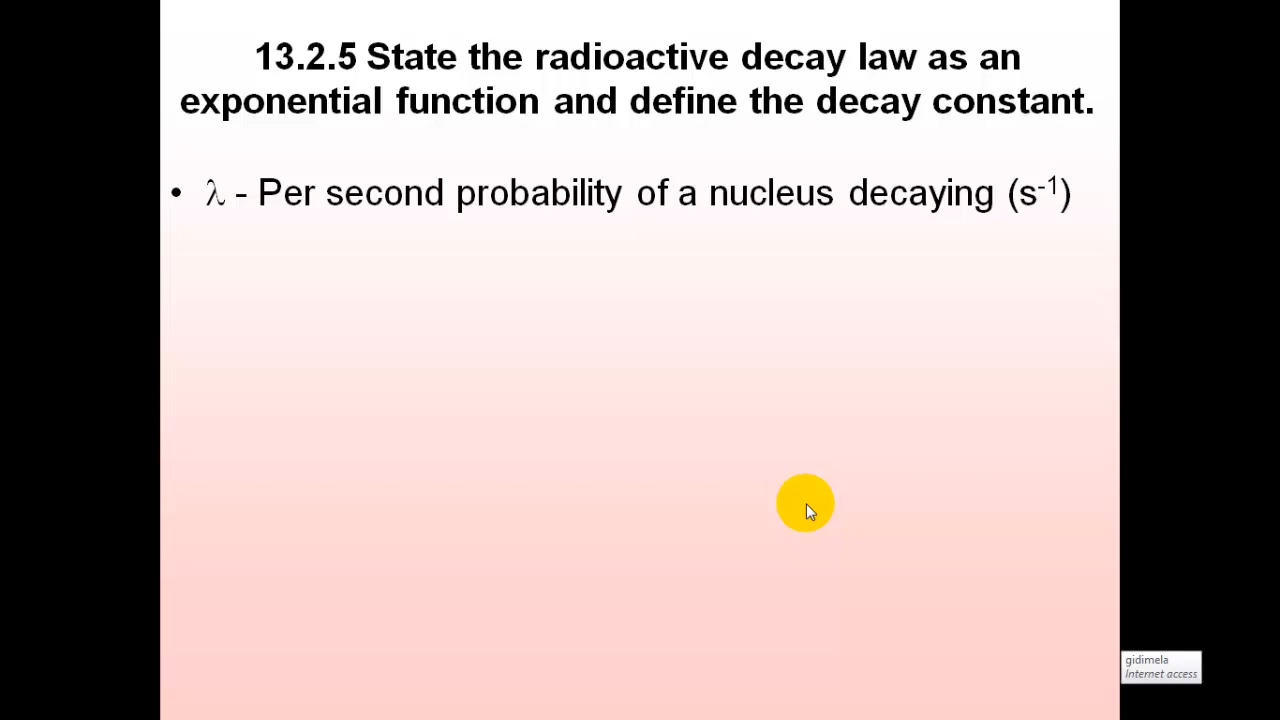 13.2.5 State the radioactive decay law as an
exponential function and define the decay constant.
• λ - Per second probability of a nucleus decaying (s⁻¹)
gidimela
Internet access